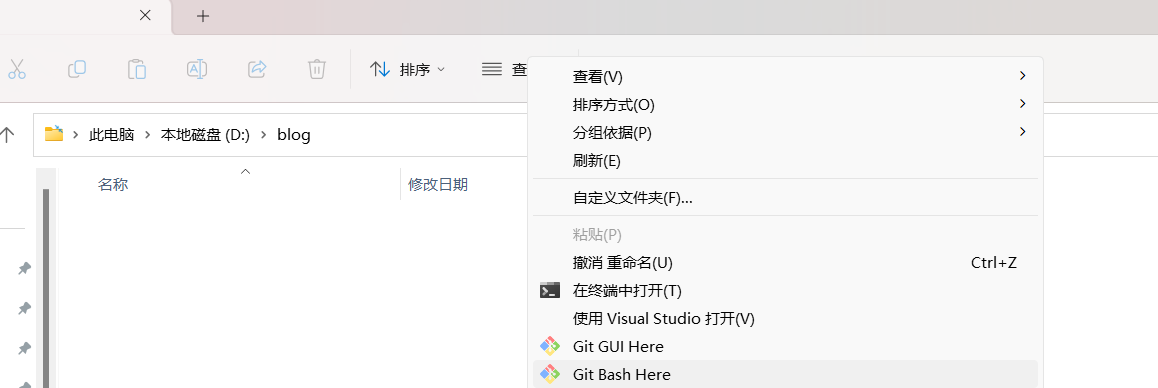 排序
查
此电脑 本地磁盘 (D:) blog
名称
修改日期
查看(V)
排序方式(O)
分组依据(P)
刷新(E)
自定义文件夹(F)...
粘贴(P)
撤消 重命名(U) Ctrl+Z
在终端中打开(T)
使用 Visual Studio 打开(V)
Git GUI Here
Git Bash Here